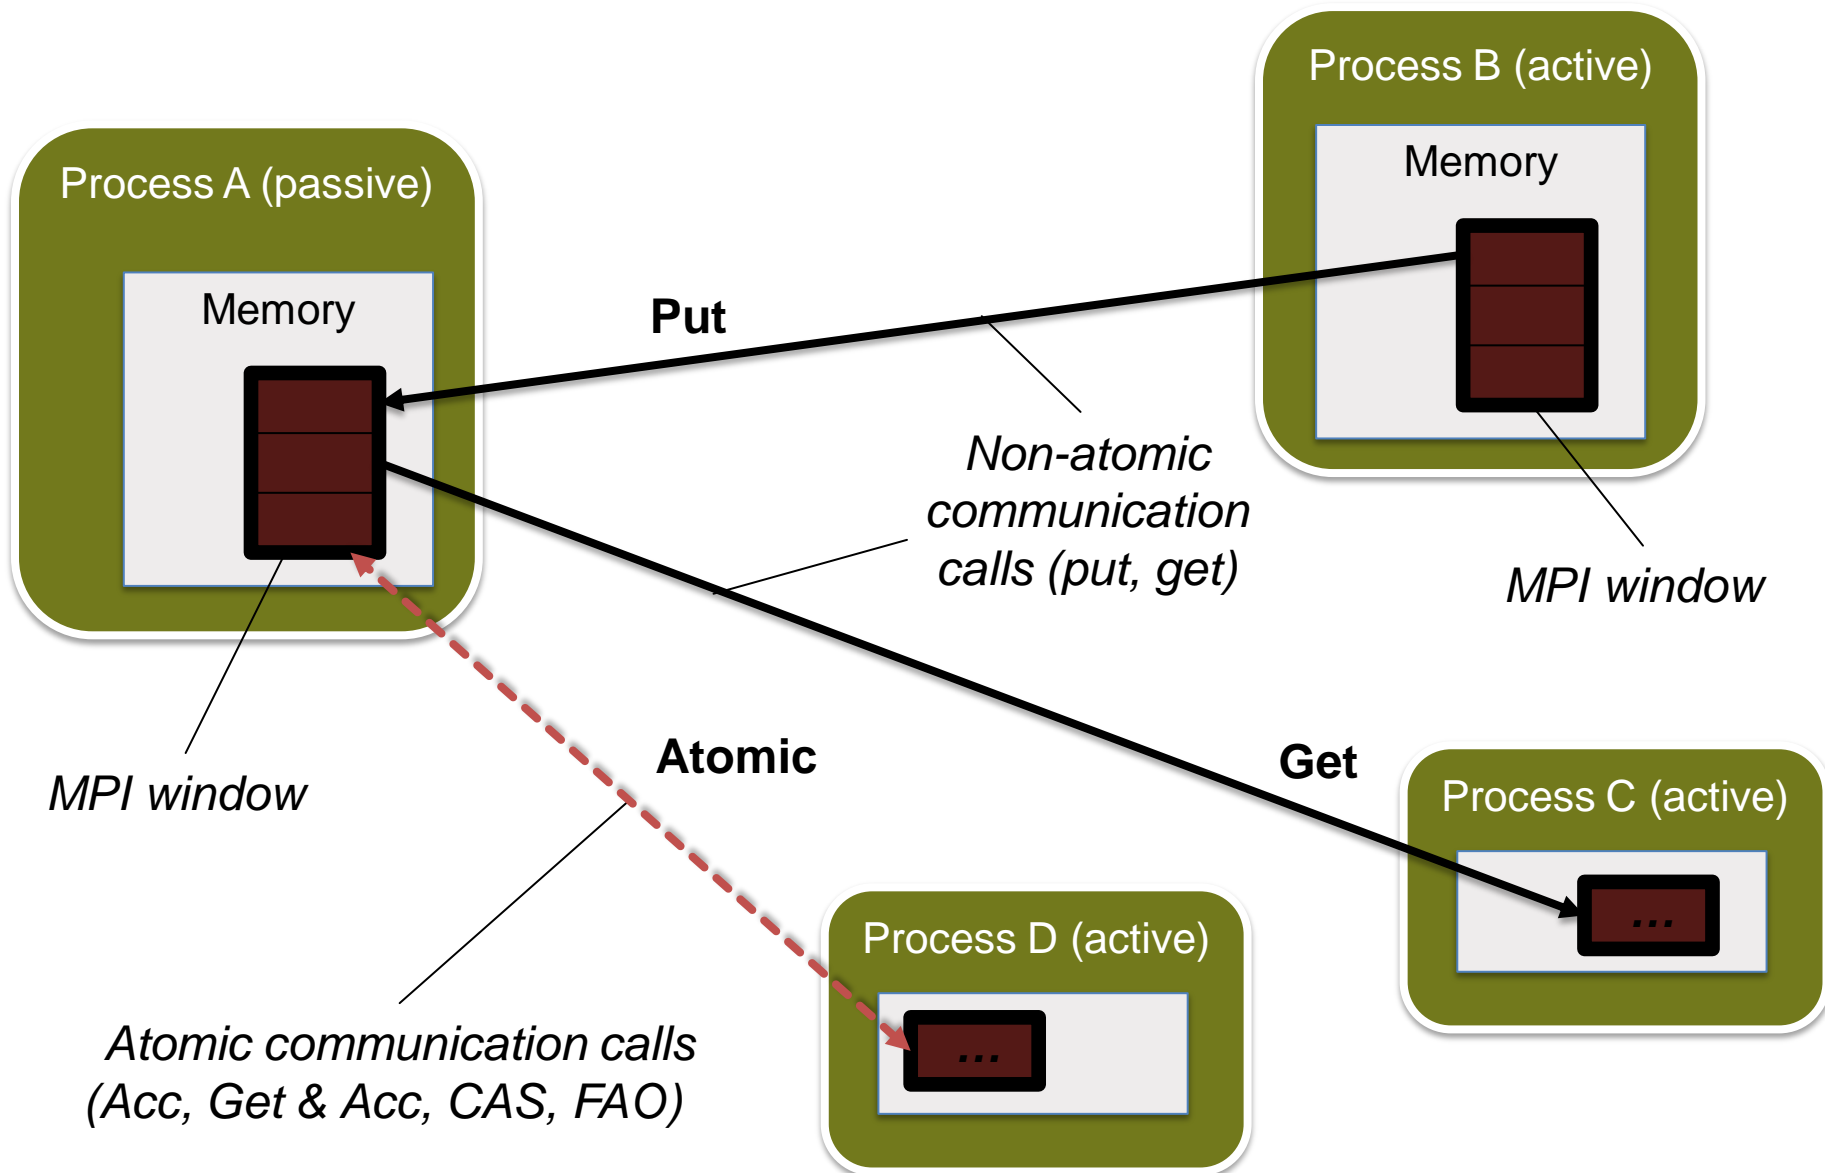 Process B (active)
Memory
Process A (passive)
Memory
Put
Non-atomic
communication
calls (put, get)
MPI window
MPI window
Atomic
Get
Process C (active)
...
Process D (active)
...
Atomic communication calls
(Acc, Get & Acc, CAS, FAO)